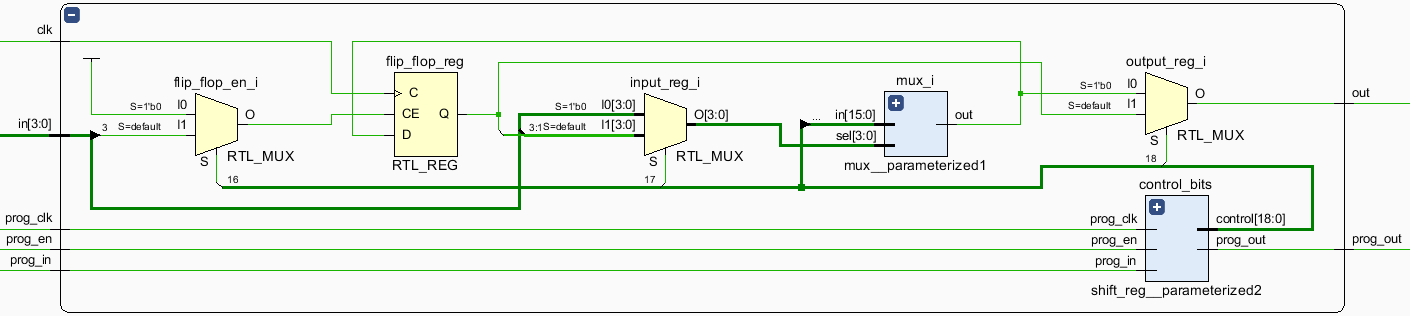 clk
in[3:0]
prog_clk
prog_en
prog_in
flip_flop_en_i
S=1'b0 I0
3 S=default I1
O
S
RTL_MUX
16
flip_flop_reg
C
CE
D
Q
RTL_REG
input_reg_i
S=1'b0 I0[3:0]
3:1 S=default I1[3:0]
O[3:0]
S
RTL_MUX
17
mux_i
... in[15:0]
sel[3:0]
out
mux__parameterized1
output_reg_i
S=1'b0 I0
S=default I1
O
S
RTL_MUX
18
control_bits
prog_clk
prog_en
prog_in
control[18:0]
prog_out
shift_reg__parameterized2
out
prog_out